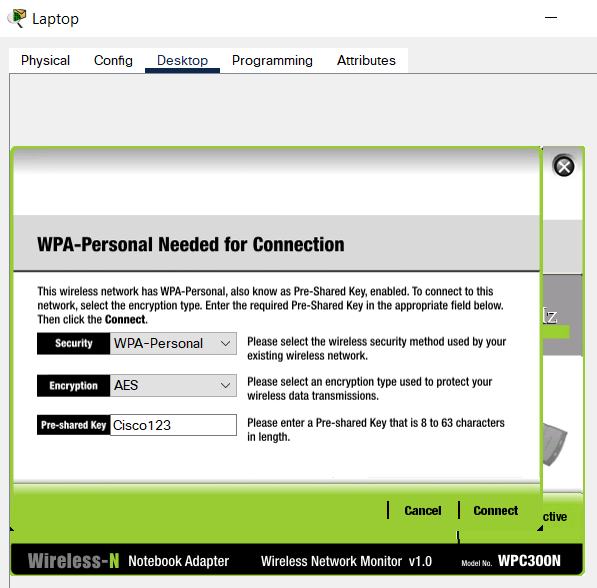 Laptop
Physical Config Desktop Programming Attributes
WPA-Personal Needed for Connection
This wireless network has WPA-Personal, also know as Pre-Shared Key, enabled. To connect to this
network, select the encryption type. Enter the required Pre-Shared Key in the appropriate field below.
Then click the Connect.
Security WPA-Personal Please select the wireless security method used by your
existing wireless network.
Encryption AES Please select an encryption type used to protect your
wireless data transmissions.
Pre-shared Key Cisco123 Please enter a Pre-shared Key that is 8 to 63 characters
in length.
Cancel Connect
Wireless-N Notebook Adapter Wireless Network Monitor v1.0 Model No. WPC300N